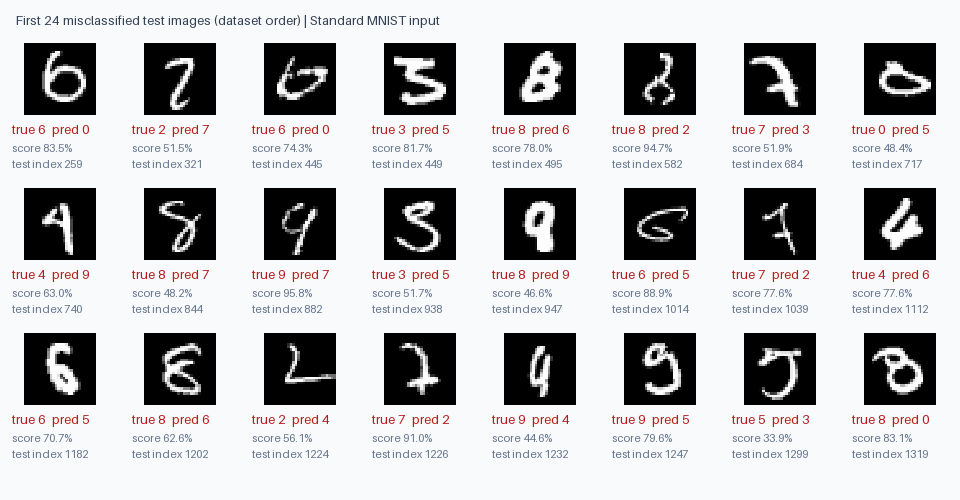 First 24 misclassified test images (dataset order) | Standard MNIST input
true 6 pred 0 true 2 pred 7 true 6 pred 0 true 3 pred 5 true 8 pred 6 true 8 pred 2 true 7 pred 3 true 0 pred 5
score 83.5% score 51.5% score 74.3% score 81.7% score 78.0% score 94.7% score 51.9% score 48.4%
test index 259 test index 321 test index 445 test index 449 test index 495 test index 582 test index 684 test index 717
true 4 pred 9 true 8 pred 7 true 9 pred 7 true 3 pred 5 true 8 pred 9 true 6 pred 5 true 7 pred 2 true 4 pred 6
score 63.0% score 48.2% score 95.8% score 51.7% score 46.6% score 88.9% score 77.6% score 77.6%
test index 740 test index 844 test index 882 test index 938 test index 947 test index 1014 test index 1039 test index 1112
true 6 pred 5 true 8 pred 6 true 2 pred 4 true 7 pred 2 true 9 pred 4 true 9 pred 5 true 5 pred 3 true 8 pred 0
score 70.7% score 62.6% score 56.1% score 91.0% score 44.6% score 79.6% score 33.9% score 83.1%
test index 1182 test index 1202 test index 1224 test index 1226 test index 1232 test index 1247 test index 1299 test index 1319